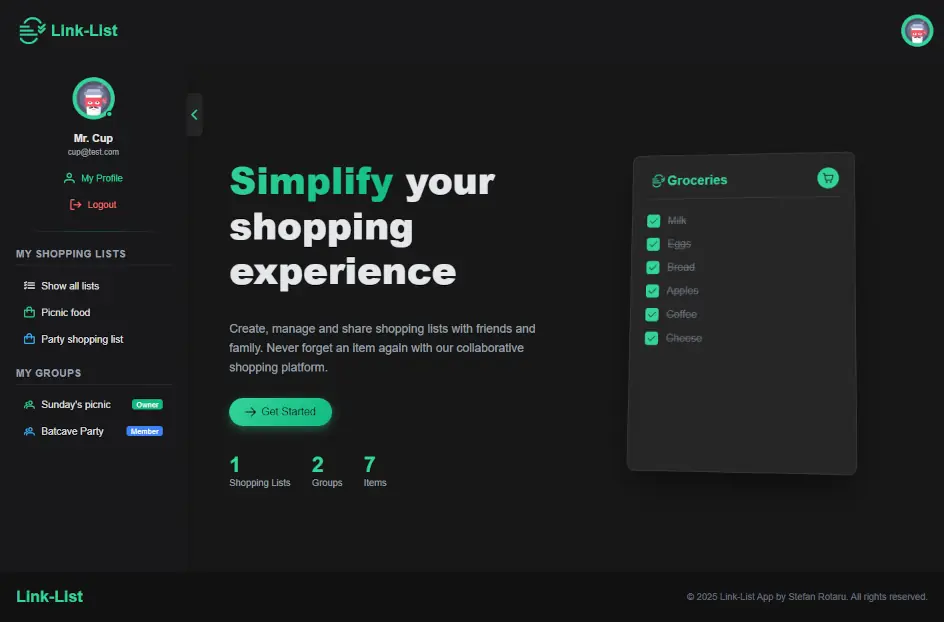 Link-List
Mr. Cup
cup@test.com
My Profile
Logout
MY SHOPPING LISTS
Show all lists
Picnic food
Party shopping list
MY GROUPS
Sunday's picnic Owner
Batcave Party Member
Simplify your
shopping
experience
Create, manage and share shopping lists with friends and
family. Never forget an item again with our collaborative
shopping platform.
Get Started
1 2 7
Shopping Lists Groups Items
Groceries
Milk
Eggs
Bread
Apples
Coffee
Cheese
Link-List
© 2025 Link-List App by Stefan Rotaru. All rights reserved.